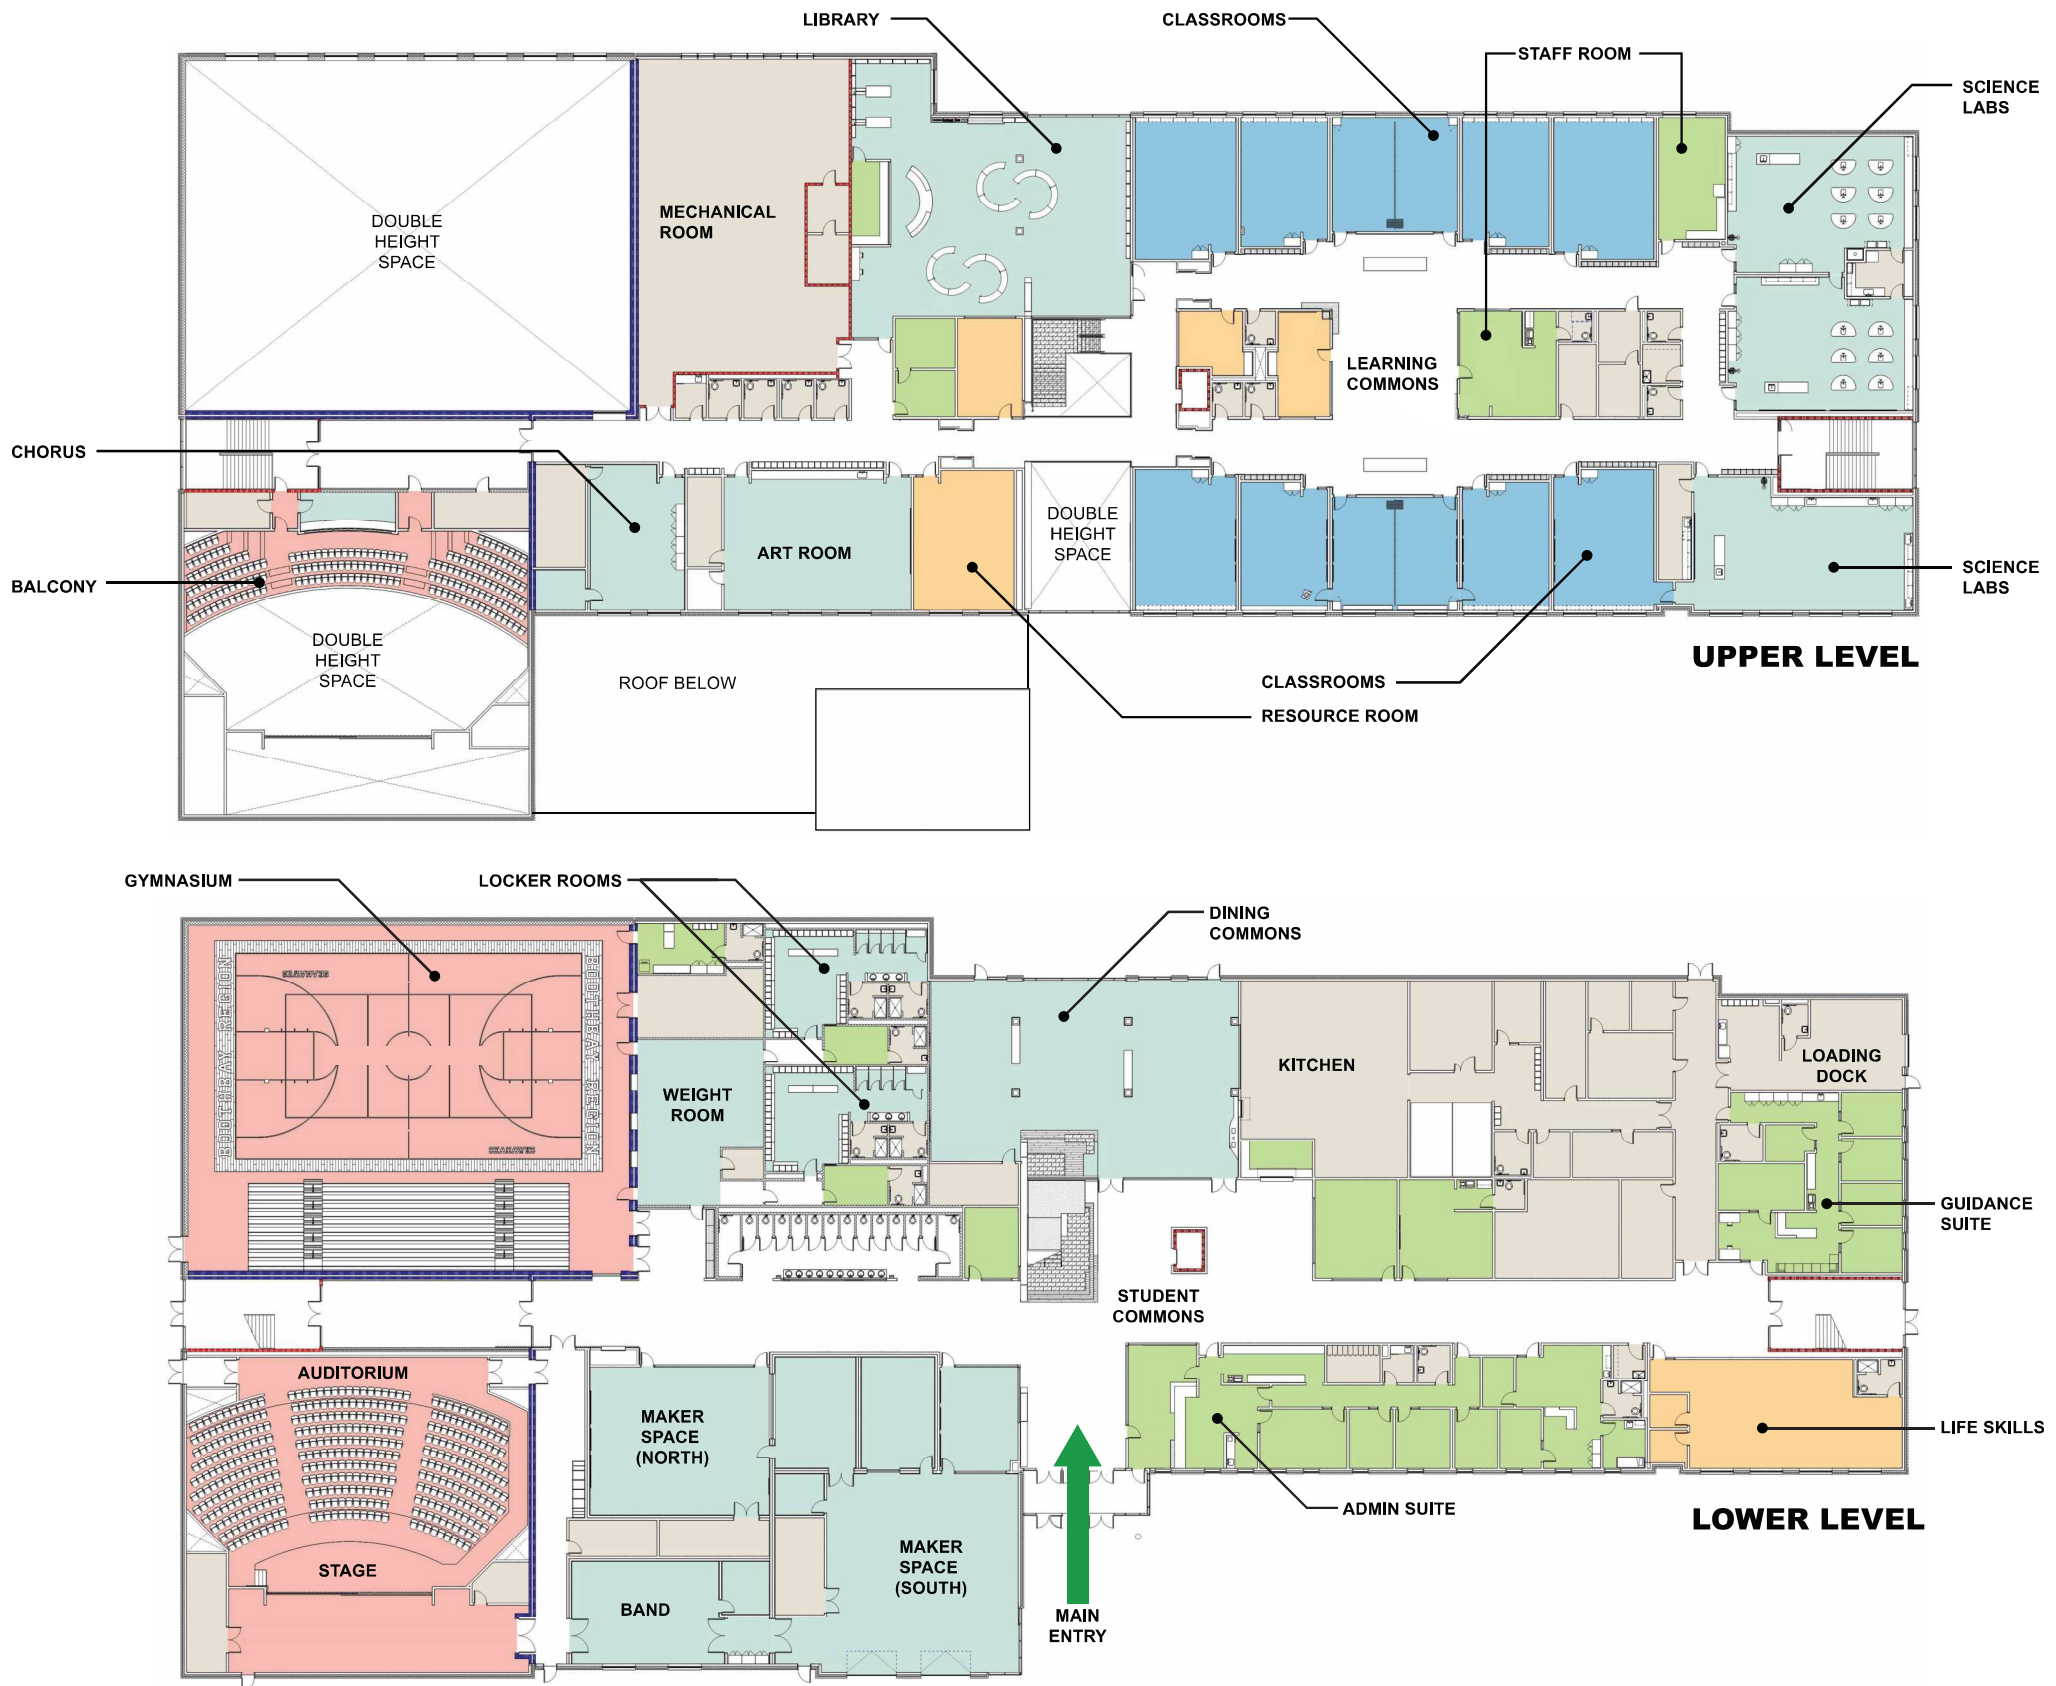 LIBRARY
CLASSROOMS
STAFF ROOM
SCIENCE
LABS
DOUBLE
HEIGHT
SPACE
MECHANICAL
ROOM
LEARNING
COMMONS
CHORUS
ART ROOM
DOUBLE
HEIGHT
SPACE
BALCONY
SCIENCE
LABS
DOUBLE
HEIGHT
SPACE
ROOF BELOW
CLASSROOMS
RESOURCE ROOM
UPPER LEVEL
GYMNASIUM
LOCKER ROOMS
DINING
COMMONS
SEAHAWKS
BOOTHBAY REGION
BOOTHBAY REGION
SEAHAWKS
WEIGHT
ROOM
KITCHEN
LOADING
DOCK
GUIDANCE
SUITE
STUDENT
COMMONS
AUDITORIUM
MAKER
SPACE
(NORTH)
LIFE SKILLS
ADMIN SUITE
LOWER LEVEL
STAGE
MAKER
SPACE
(SOUTH)
BAND
MAIN
ENTRY